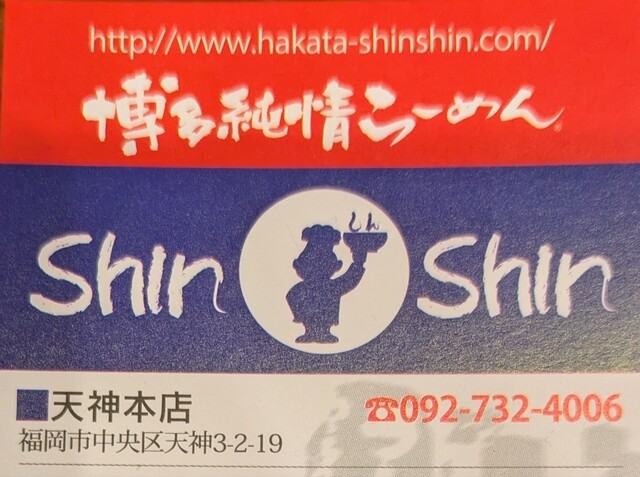 http://www.hakata-shinshin.com/
博多純情らーめん
Shin しん Shin
■天神本店 ☎092-732-4006
福岡市中央区天神3-2-19